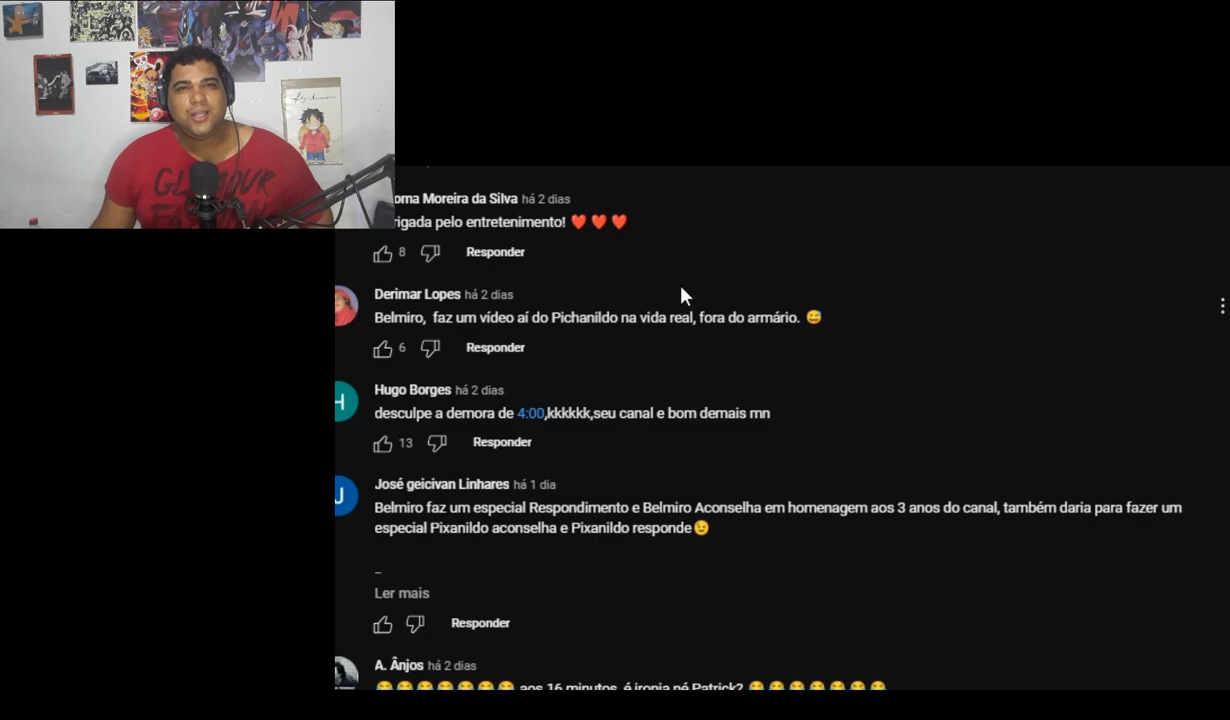 oma Moreira da Silva há 2 dias
rigada pelo entretenimento! ❤️ ❤️ ❤️
8 Responder
Derimar Lopes há 2 dias
Belmiro, faz um vídeo aí do Pichanildo na vida real, fora do armário. 😅
6 Responder
H
Hugo Borges há 2 dias
desculpe a demora de 4:00,kkkkkk,seu canal e bom demais mn
13 Responder
J
José geicivan Linhares há 1 dia
Belmiro faz um especial Respondimento e Belmiro Aconselha em homenagem aos 3 anos do canal, também daria para fazer um
especial Pixanildo aconselha e Pixanildo responde😉
_
Ler mais
Responder
A. Ânjos há 2 dias
😂 😂 😂 😂 😂 😂 😂 aos 16 minutos, é ironia né Patrick? 😂 😂 😂 😂 😂 😂 😂